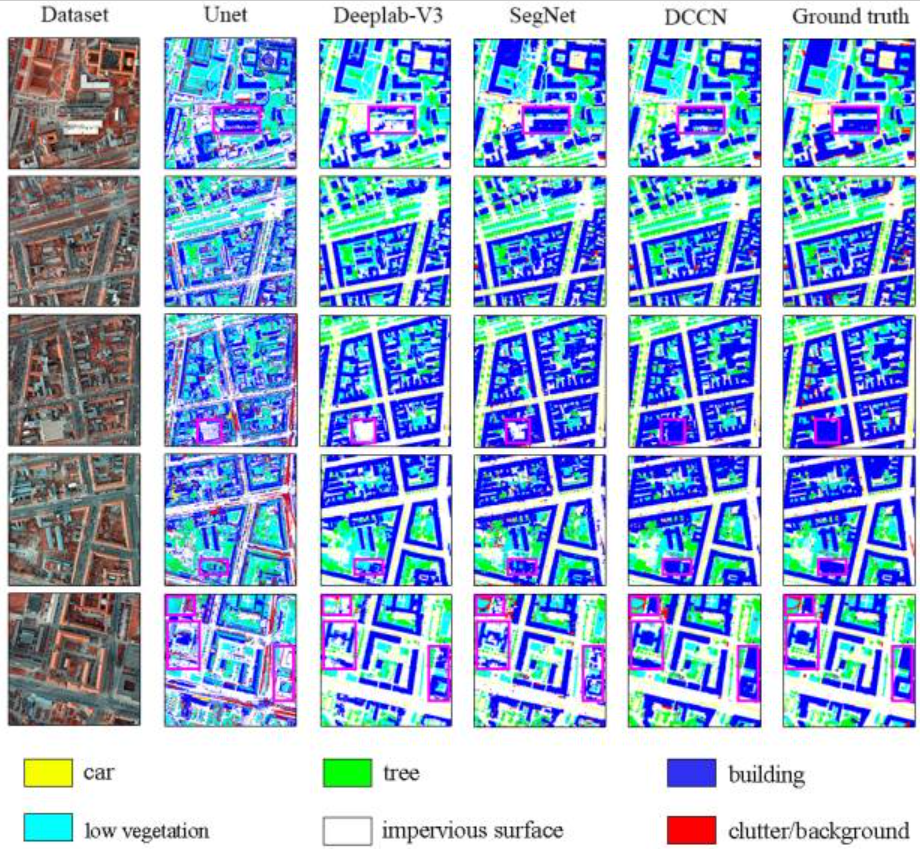 Dataset Unet Deeplab-V3 SegNet DCCN Ground truth
car tree building
low vegetation impervious surface clutter/background